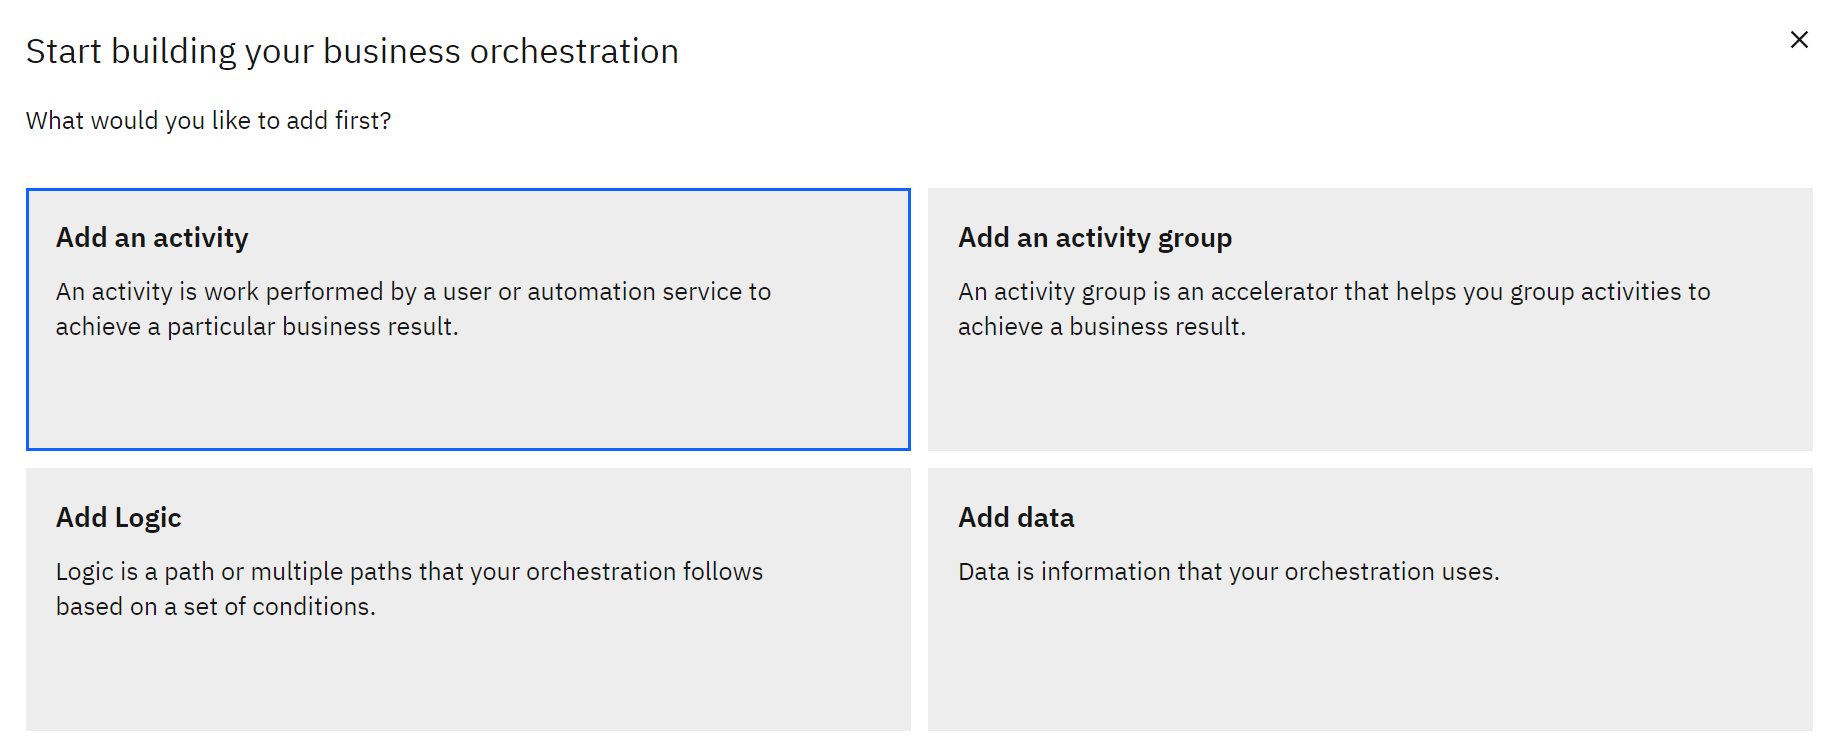 Start building your business orchestration
What would you like to add first?
Add an activity
An activity is work performed by a user or automation service to
achieve a particular business result.
Add an activity group
An activity group is an accelerator that helps you group activities to
achieve a business result.
Add Logic
Logic is a path or multiple paths that your orchestration follows
based on a set of conditions.
Add data
Data is information that your orchestration uses.